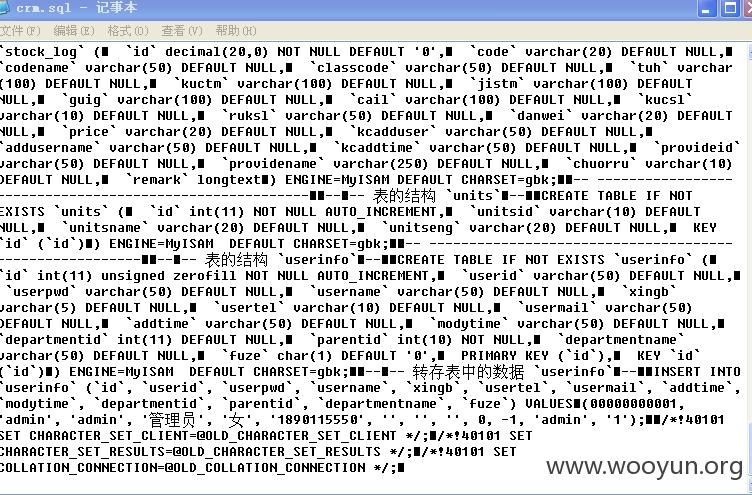 crm.sql - 记事本
文件(F) 编辑(E) 格式(O) 查看(V) 帮助(H)
`stock_log` (■  `id` decimal(20,0) NOT NULL DEFAULT '0',■  `code` varchar(20) DEFAULT NULL,■
`codename` varchar(50) DEFAULT NULL,■  `classcode` varchar(50) DEFAULT NULL,■  `tuh` varchar
(100) DEFAULT NULL,■  `kuctm` varchar(100) DEFAULT NULL,■  `jistm` varchar(100) DEFAULT
NULL,■  `guig` varchar(100) DEFAULT NULL,■  `cail` varchar(100) DEFAULT NULL,■  `kucsl`
varchar(10) DEFAULT NULL,■  `ruksl` varchar(50) DEFAULT NULL,■  `danwei` varchar(20) DEFAULT
NULL,■  `price` varchar(20) DEFAULT NULL,■  `kcadduser` varchar(50) DEFAULT NULL,■
`addusername` varchar(50) DEFAULT NULL,■  `kcaddtime` varchar(50) DEFAULT NULL,■  `provideid`
varchar(50) DEFAULT NULL,■  `providename` varchar(250) DEFAULT NULL,■  `chuorru` varchar(10)
DEFAULT NULL,■  `remark` longtext■) ENGINE=MyISAM DEFAULT CHARSET=gbk;■■-- ------------------
--------------------------------------■■--■-- 表的结构 `units`■--■■CREATE TABLE IF NOT
EXISTS `units` (■  `id` int(11) NOT NULL AUTO_INCREMENT,■  `unitsid` varchar(10) DEFAULT
NULL,■  `unitsname` varchar(20) DEFAULT NULL,■  `unitseng` varchar(20) DEFAULT NULL,■  KEY
`id` (`id`)■) ENGINE=MyISAM  DEFAULT CHARSET=gbk;■■-- ---------------------------------------
-----------------■■--■-- 表的结构 `userinfo`■--■■CREATE TABLE IF NOT EXISTS `userinfo` (■
`id` int(11) unsigned zerofill NOT NULL AUTO_INCREMENT,■  `userid` varchar(50) DEFAULT NULL,■
`userpwd` varchar(50) DEFAULT NULL,■  `username` varchar(50) DEFAULT NULL,■  `xingb`
varchar(5) DEFAULT NULL,■  `usertel` varchar(10) DEFAULT NULL,■  `usermail` varchar(50)
DEFAULT NULL,■  `addtime` varchar(50) DEFAULT NULL,■  `modytime` varchar(50) DEFAULT NULL,■
`departmentid` int(11) DEFAULT NULL,■  `parentid` int(10) NOT NULL,■  `departmentname`
varchar(50) DEFAULT NULL,■  `fuze` char(1) DEFAULT '0',■  PRIMARY KEY (`id`),■  KEY `id`
(`id`)■) ENGINE=MyISAM  DEFAULT CHARSET=gbk;■■--■-- 转存表中的数据 `userinfo`■--■■INSERT INTO
`userinfo` (`id`, `userid`, `userpwd`, `username`, `xingb`, `usertel`, `usermail`, `addtime`,
`modytime`, `departmentid`, `parentid`, `departmentname`, `fuze`) VALUES■(00000000001,
'admin', 'admin', '管理员', '女', '1890115550', '', '', '', 0, -1, 'admin', '1');■■/*!40101
SET CHARACTER_SET_CLIENT=@OLD_CHARACTER_SET_CLIENT */;■/*!40101 SET
CHARACTER_SET_RESULTS=@OLD_CHARACTER_SET_RESULTS */;■/*!40101 SET
COLLATION_CONNECTION=@OLD_COLLATION_CONNECTION */;■
www.wooyun.org